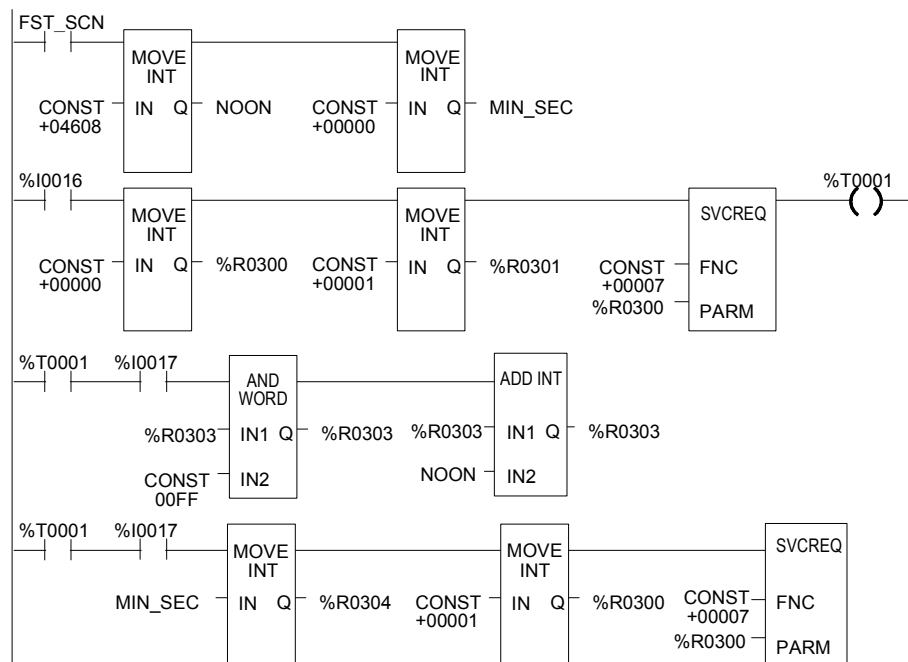 FST_SCN
MOVE INT
MOVE INT
CONST +04608
IN Q
NOON
CONST +00000
IN Q
MIN_SEC
%I0016
%T0001
MOVE INT
MOVE INT
SVCREQ
CONST +00000
IN Q
%R0300
CONST +00001
IN Q
%R0301
CONST +00007
FNC
%R0300
PARM
%T0001
%I0017
AND WORD
ADD INT
%R0303
IN1 Q
%R0303
%R0303
IN1 Q
%R0303
CONST 00FF
IN2
NOON
IN2
%T0001
%I0017
MOVE INT
MOVE INT
SVCREQ
MIN_SEC
IN Q
%R0304
CONST +00001
IN Q
%R0300
CONST +00007
FNC
%R0300
PARM